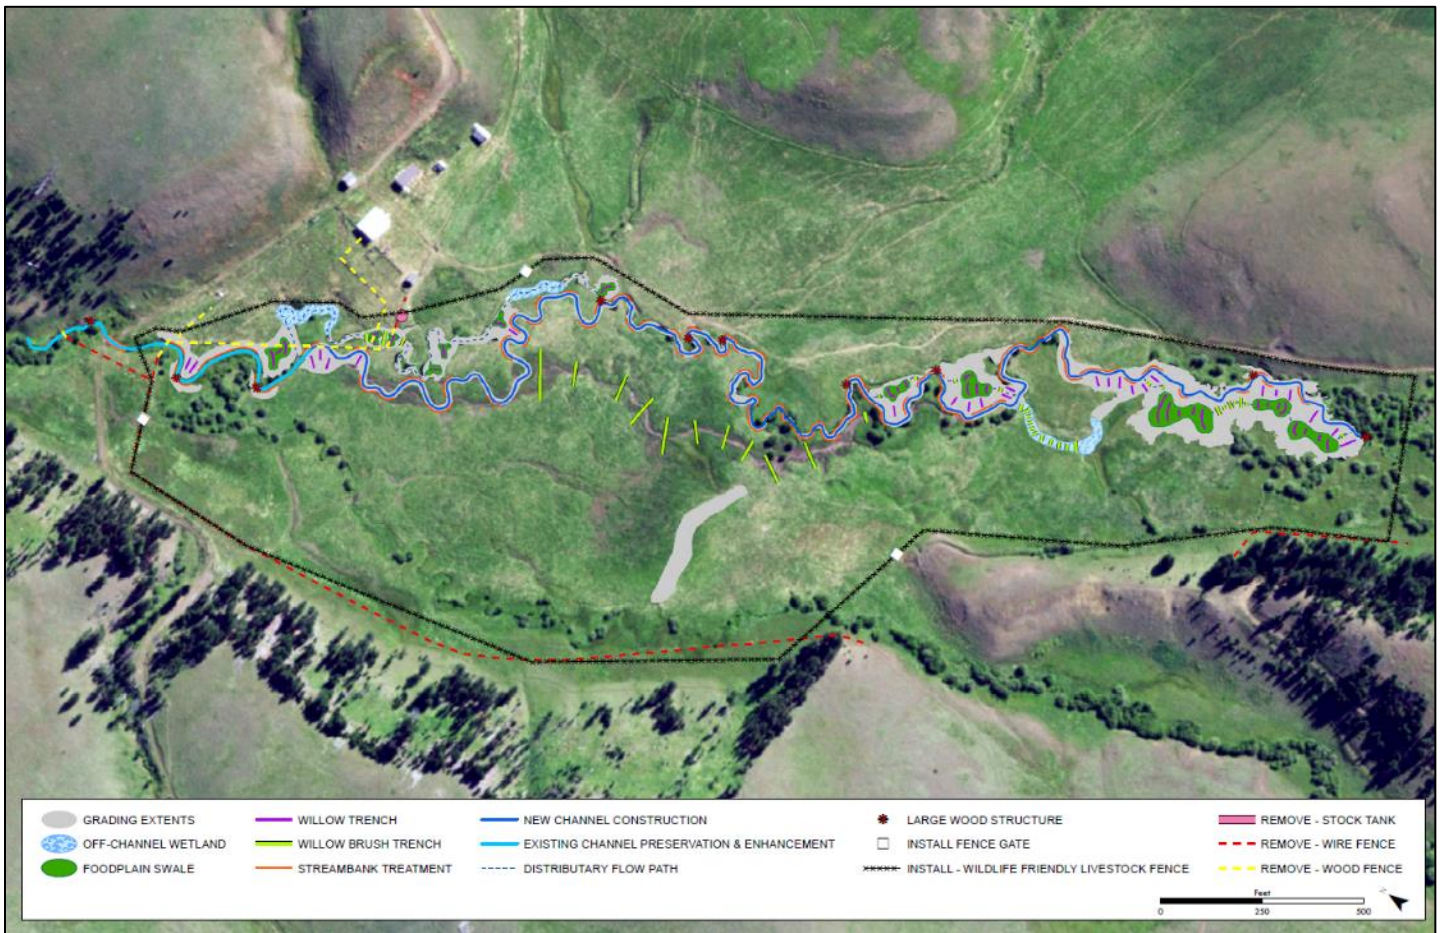 GRADING EXTENTS
OFF-CHANNEL WETLAND
FOODPLAIN SWALE
WILLOW TRENCH
WILLOW BRUSH TRENCH
STREAMBANK TREATMENT
NEW CHANNEL CONSTRUCTION
EXISTING CHANNEL PRESERVATION & ENHANCEMENT
DISTRIBUTARY FLOW PATH
LARGE WOOD STRUCTURE
INSTALL FENCE GATE
INSTALL - WILDLIFE FRIENDLY LIVESTOCK FENCE
REMOVE - STOCK TANK
REMOVE - WIRE FENCE
REMOVE - WOOD FENCE
Feet
0 250 500